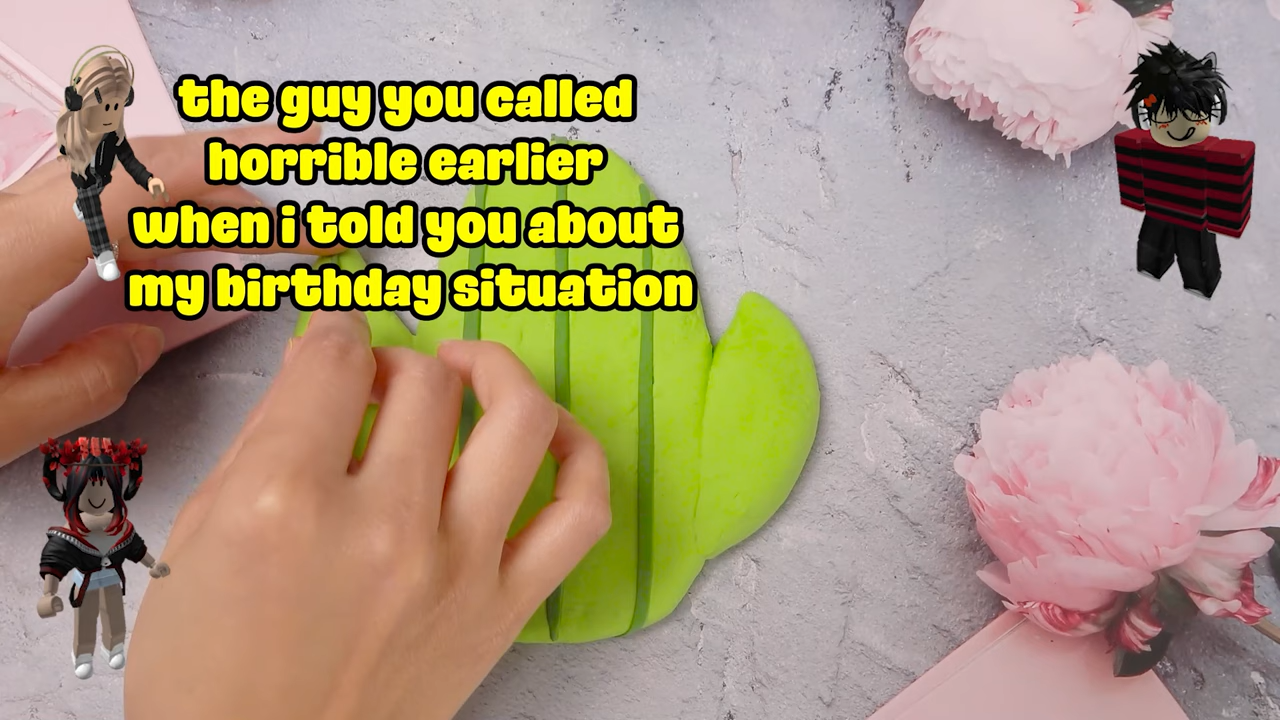 the guy you called
horrible earlier
when i told you about
my birthday situation